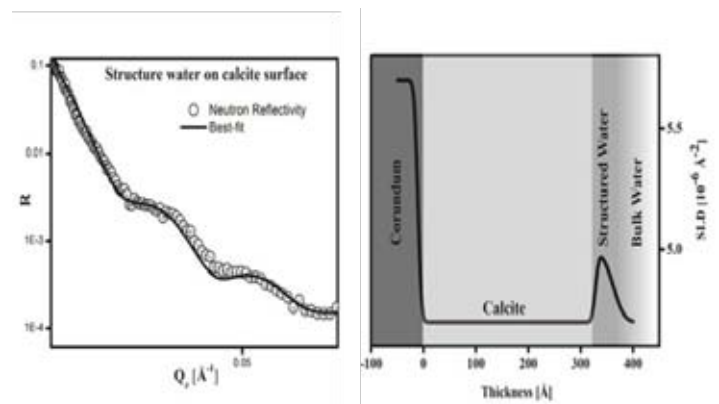 Structure water on calcite surface
Neutron Reflectivity
Best-fit
0.1
0.01
1E-3
1E-4
R
0.05
Qz [Å-1]
Corundum
Calcite
Structured Water
Bulk Water
5.5
5.0
SLD [10-6 Å-2]
-100 0 100 200 300 400
Thickness [Å]